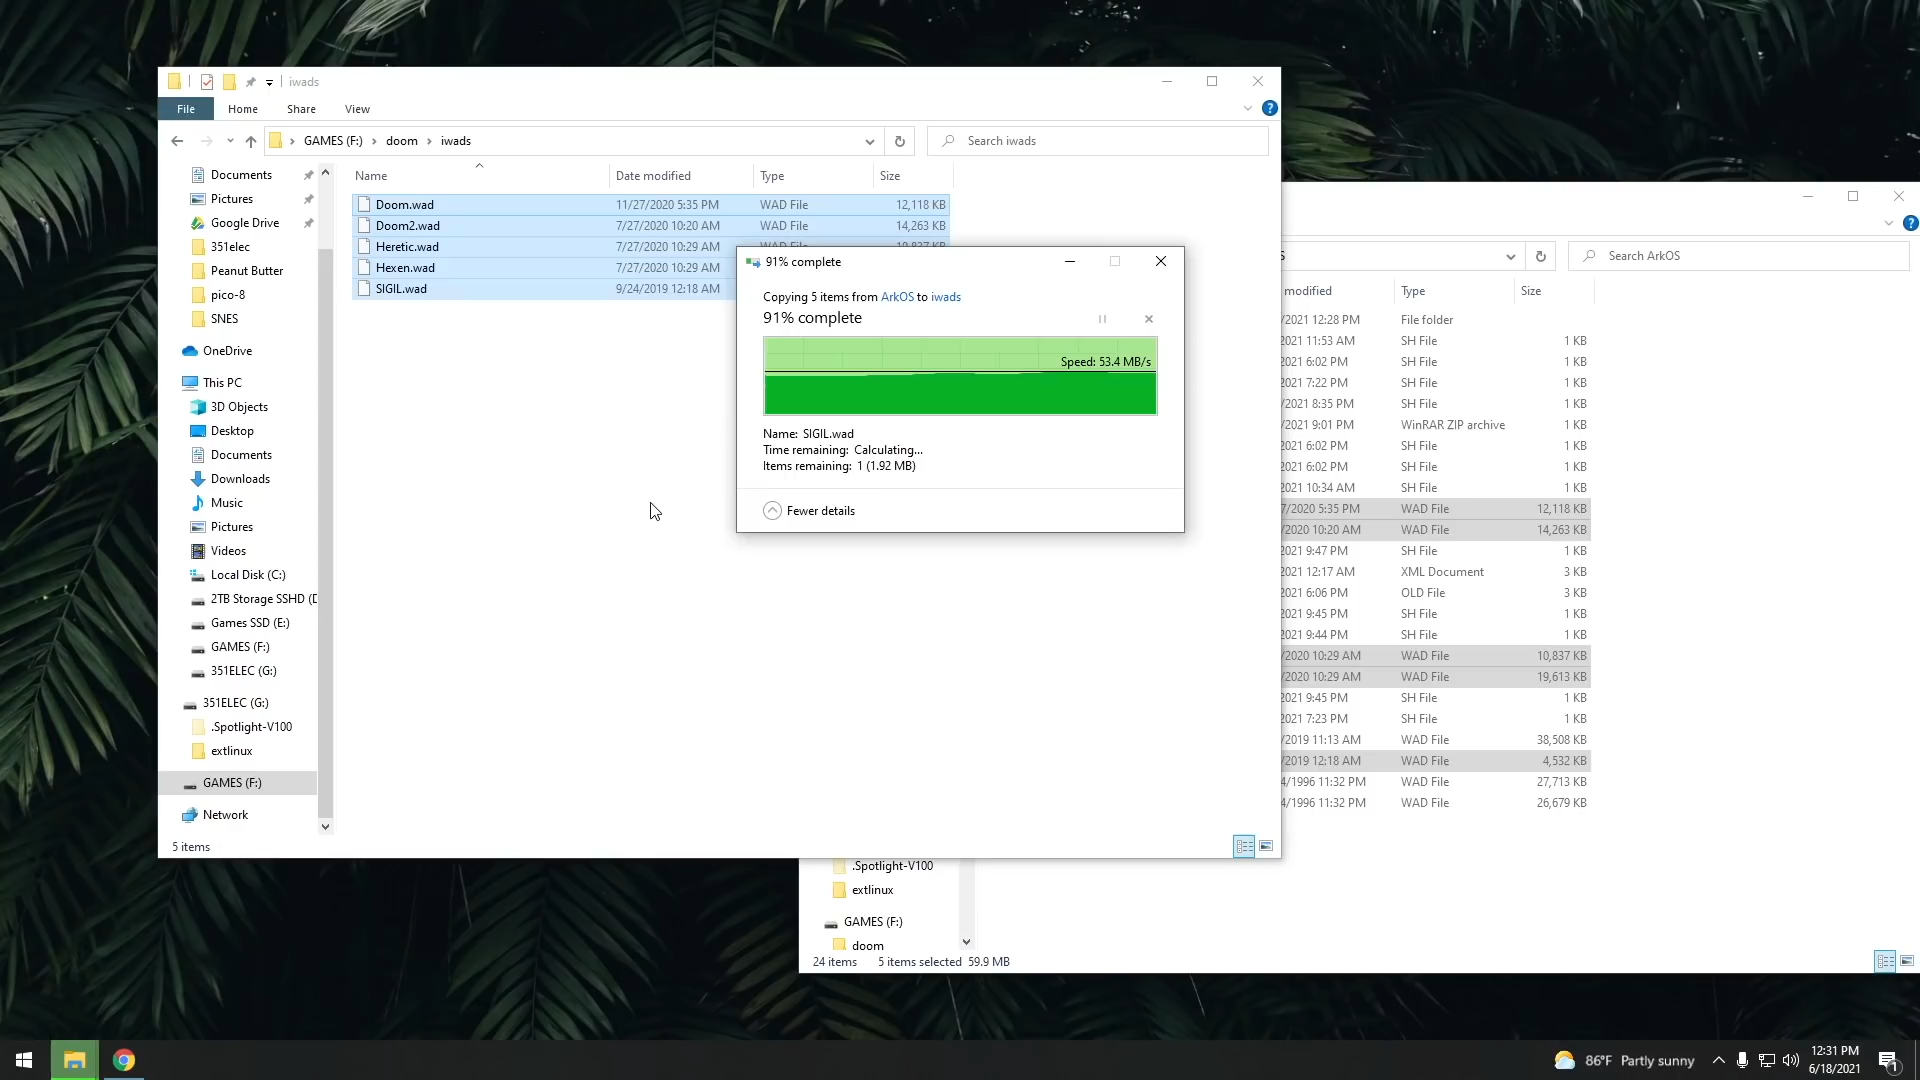 iwads
File Home Share View
GAMES (F:) doom iwads
Search iwads
Documents
Pictures
Google Drive
351elec
Peanut Butter
pico-8
SNES
OneDrive
This PC
3D Objects
Desktop
Documents
Downloads
Music
Pictures
Videos
Local Disk (C:)
2TB Storage SSHD (D
Games SSD (E:)
GAMES (F:)
351ELEC (G:)
351ELEC (G:)
.Spotlight-V100
extlinux
GAMES (F:)
Network
5 items
Name Date modified Type Size
Doom.wad 11/27/2020 5:35 PM WAD File 12,118 KB
Doom2.wad 7/27/2020 10:20 AM WAD File 14,263 KB
Heretic.wad 7/27/2020 10:29 AM WAD File 10,837 KB
Hexen.wad 7/27/2020 10:29 AM
SIGIL.wad 9/24/2019 12:18 AM
91% complete
Copying 5 items from ArkOS to iwads
91% complete
Speed: 53.4 MB/s
Name: SIGIL.wad
Time remaining: Calculating...
Items remaining: 1 (1.92 MB)
Fewer details
S Search ArkOS
modified Type Size
/2021 12:28 PM File folder
2021 11:53 AM SH File 1 KB
/2021 6:02 PM SH File 1 KB
/2021 7:22 PM SH File 1 KB
/2021 8:35 PM SH File 1 KB
/2021 9:01 PM WinRAR ZIP archive 1 KB
2021 6:02 PM SH File 1 KB
2021 6:02 PM SH File 1 KB
2021 10:34 AM SH File 1 KB
7/2020 5:35 PM WAD File 12,118 KB
/2020 10:20 AM WAD File 14,263 KB
2021 9:47 PM SH File 1 KB
2021 12:17 AM XML Document 3 KB
2021 6:06 PM OLD File 3 KB
2021 9:45 PM SH File 1 KB
2021 9:44 PM SH File 1 KB
/2020 10:29 AM WAD File 10,837 KB
/2020 10:29 AM WAD File 19,613 KB
2021 9:45 PM SH File 1 KB
2021 7:23 PM SH File 1 KB
/2019 11:13 AM WAD File 38,508 KB
/2019 12:18 AM WAD File 4,532 KB
4/1996 11:32 PM WAD File 27,713 KB
4/1996 11:32 PM WAD File 26,679 KB
.Spotlight-V100
extlinux
GAMES (F:)
doom
24 items 5 items selected 59.9 MB
86°F Partly sunny
12:31 PM
6/18/2021
1